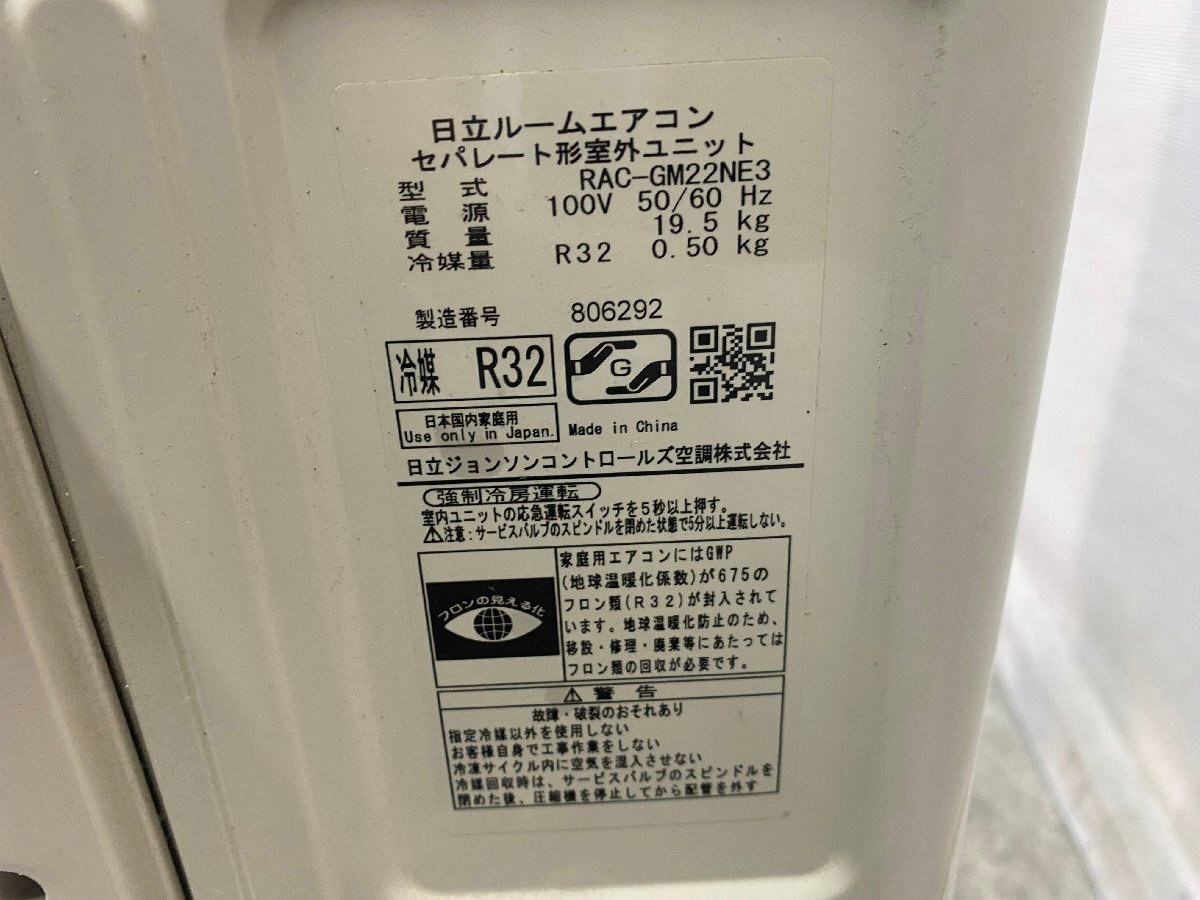 日立ルームエアコン
セパレート形室外ユニット
型式 RAC-GM22NE3
電源 100V 50/60 Hz
質量 19.5 kg
冷媒量 R32 0.50 kg
製造番号 806292
冷媒 R32
G
日本国内家庭用
Use only in Japan.
Made in China
日立ジョンソンコントロールズ空調株式会社
強制冷房運転
室内ユニットの応急運転スイッチを5秒以上押す。
⚠注意:サービスバルブのスピンドルを閉めた状態で5分以上運転しない。
フロンの見える化
家庭用エアコンにはGWP
(地球温暖化係数)が675の
フロン類(R32)が封入されて
います。地球温暖化防止のため、
移設・修理・廃棄等にあたっては
フロン類の回収が必要です。
⚠警告
故障・破裂のおそれあり
指定冷媒以外を使用しない
お客様自身で工事作業をしない
冷凍サイクル内に空気を混入させない
冷媒回収時は、サービスバルブのスピンドルを
閉めた後、圧縮機を停止してから配管を外す